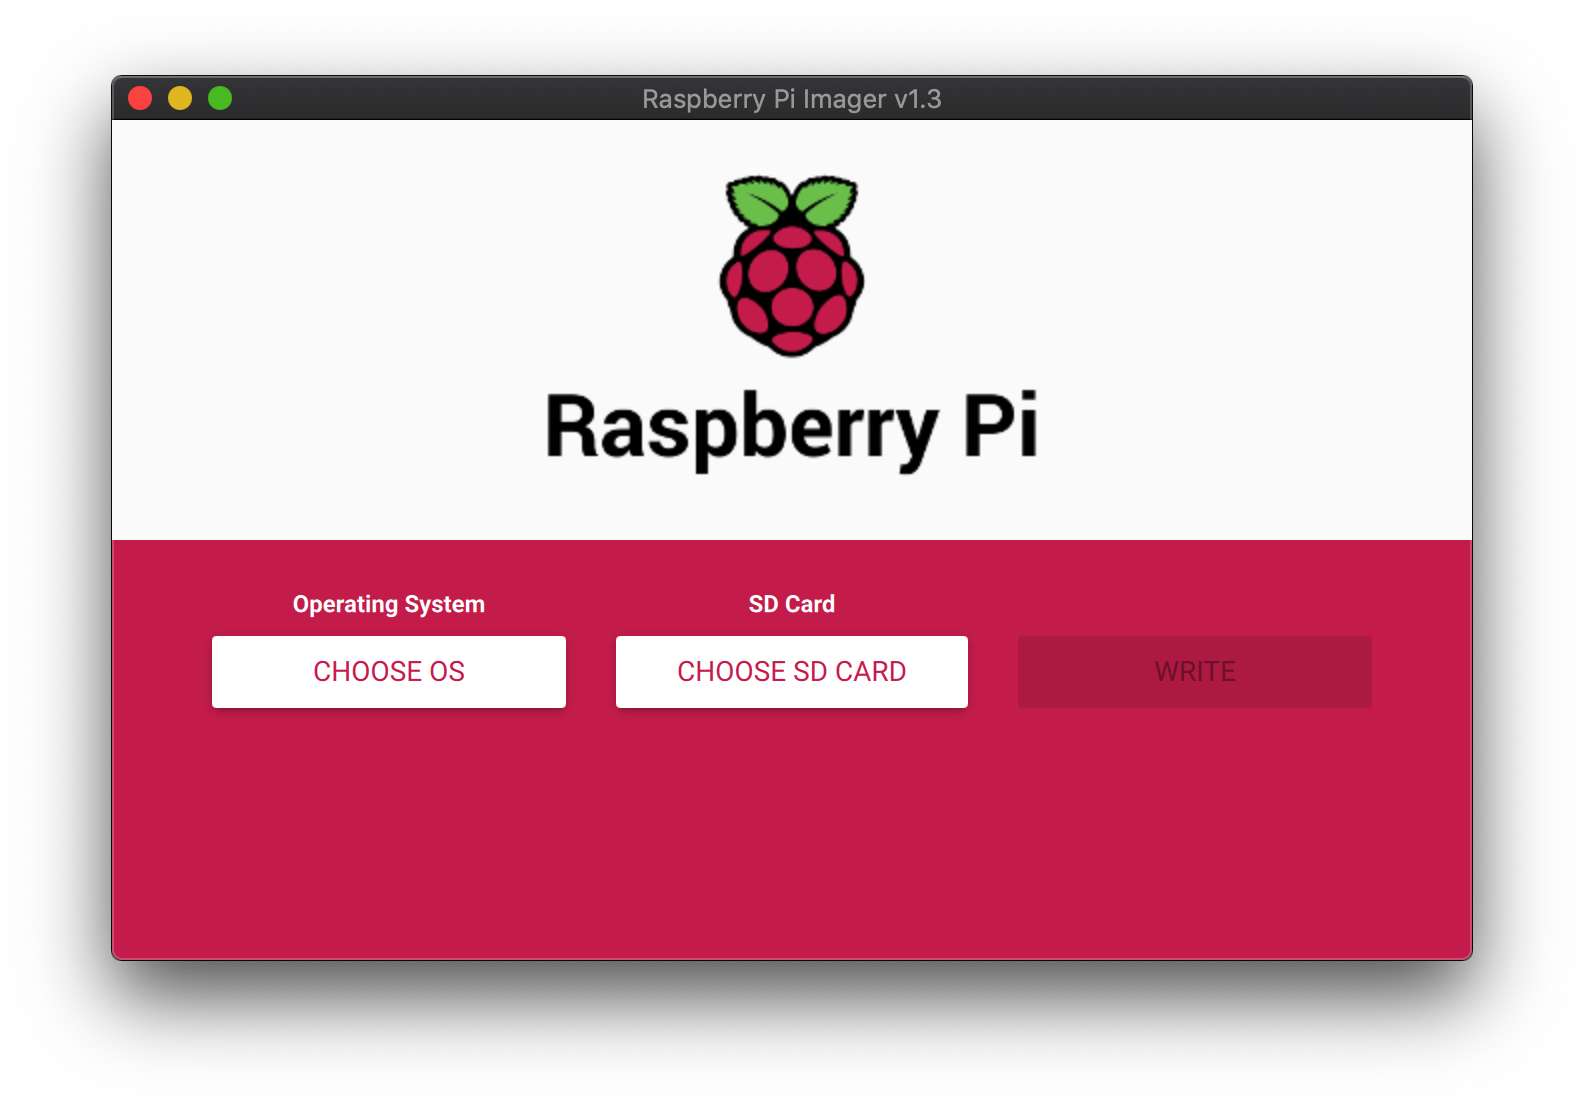 Raspberry Pi Imager v1.3
Raspberry Pi
Operating System
SD Card
CHOOSE OS
CHOOSE SD CARD
WRITE